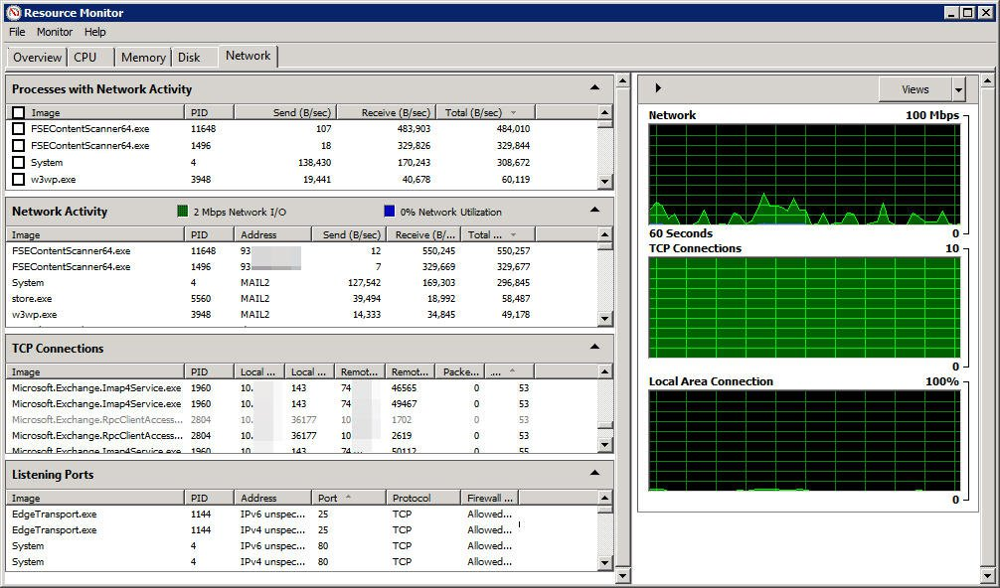 Resource Monitor
File Monitor Help
Overview CPU Memory Disk Network
Processes with Network Activity
Image PID Send (B/sec) Receive (B/sec) Total (B/sec)
FSEContentScanner64.exe 11648 107 483,903 484,010
FSEContentScanner64.exe 1496 18 329,826 329,844
System 4 138,430 170,243 308,672
w3wp.exe 3948 19,441 40,678 60,119
Network Activity 2 Mbps Network I/O 0% Network Utilization
Image PID Address Send (B/sec) Receive (B/... Total ...
FSEContentScanner64.exe 11648 93 12 550,245 550,257
FSEContentScanner64.exe 1496 93 7 329,669 329,677
System 4 MAIL2 127,542 169,303 296,845
store.exe 5560 MAIL2 39,494 18,992 58,487
w3wp.exe 3948 MAIL2 14,333 34,845 49,178
TCP Connections
Image PID Local ... Local ... Remot... Remot... Packe... ...
Microsoft.Exchange.Imap4Service.exe 1960 10. 143 74 46565 0 53
Microsoft.Exchange.Imap4Service.exe 1960 10. 143 74 49467 0 53
Microsoft.Exchange.RpcClientAccess... 2804 10. 36177 10 1702 0 53
Microsoft.Exchange.RpcClientAccess... 2804 10. 36177 10 2619 0 53
Microsoft.Exchange.Imap4Service.exe 1960 10. 143 74 50112 0 55
Listening Ports
Image PID Address Port Protocol Firewall ...
EdgeTransport.exe 1144 IPv6 unspec... 25 TCP Allowed...
EdgeTransport.exe 1144 IPv4 unspec... 25 TCP Allowed...
System 4 IPv6 unspec... 80 TCP Allowed...
System 4 IPv4 unspec... 80 TCP Allowed...
Views
Network 100 Mbps
60 Seconds 0
TCP Connections 10
0
Local Area Connection 100%
0